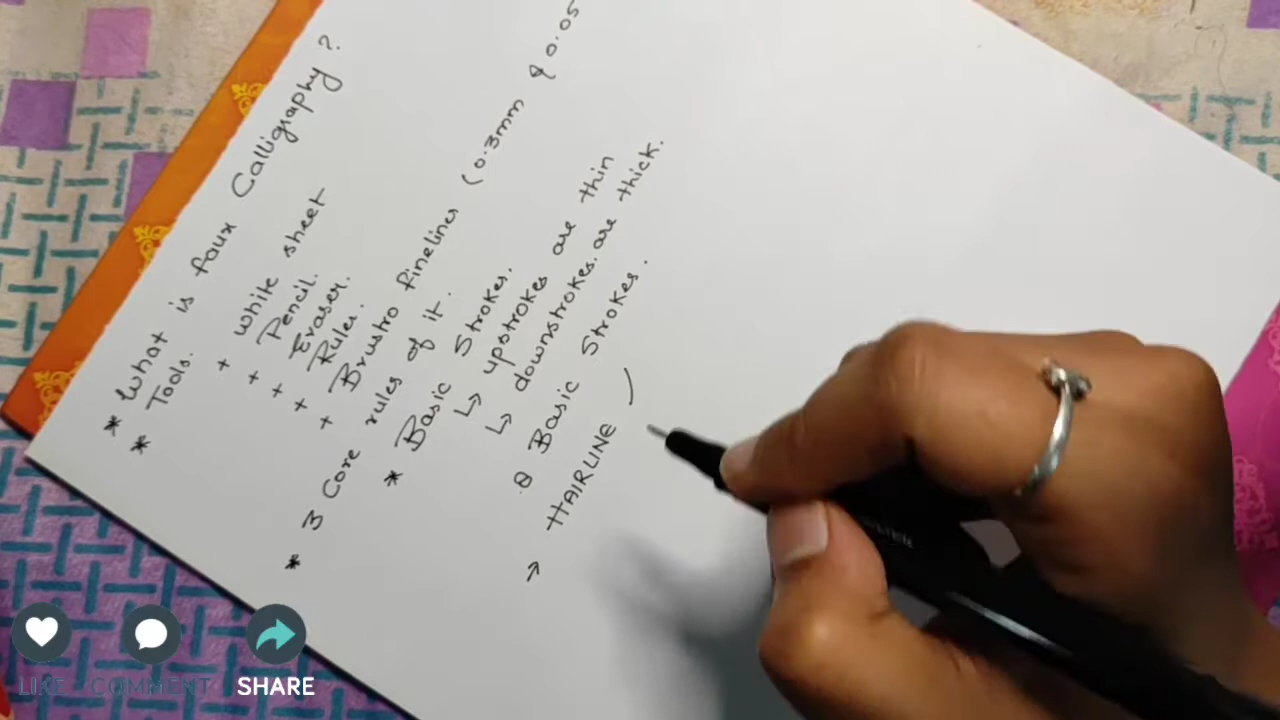 * What is faux Calligraphy ?
* Tools.
+ White sheet
+ Pencil.
+ Eraser.
+ Ruler.
+ Brustro fineliner (0.3mm & 0.05
* 3 Core rules of it.
* Basic Strokes.
↳ upstrokes are thin
↳ downstrokes are thick.
8 Basic Strokes.
→ HAIRLINE
LIKE COMMENT SHARE